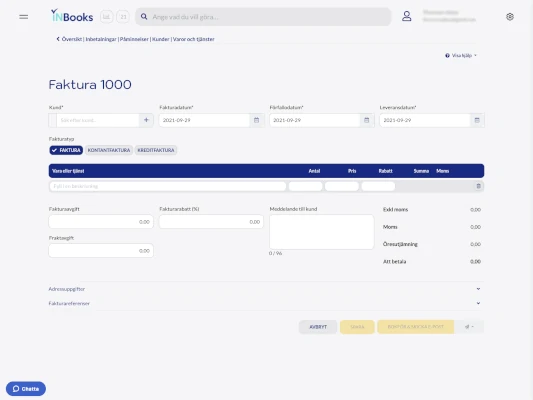 INBooks
Ange vad du vill göra...
Översikt | Inbetalningar | Påminnelser | Kunder | Varor och tjänster
Visa hjälp
Faktura 1000
Kund* Fakturadatum* Förfallodatum* Leveransdatum*
Sök efter kund... 2021-09-29 2021-09-29 2021-09-29
Fakturatyp
FAKTURA KONTANTFAKTURA KREDITFAKTURA
Vara eller tjänst Antal Pris Rabatt Summa Moms
Fyll i en beskrivning
Fakturaavgift Fakturarabatt (%) Meddelande till kund Exkl moms 0,00
0,00 0,00
Moms 0,00
Fraktavgift Öresutjämning 0,00
0,00 0 / 96
Att betala 0,00
Adressuppgifter
Fakturareferenser
AVBRYT SPARA
Chatta